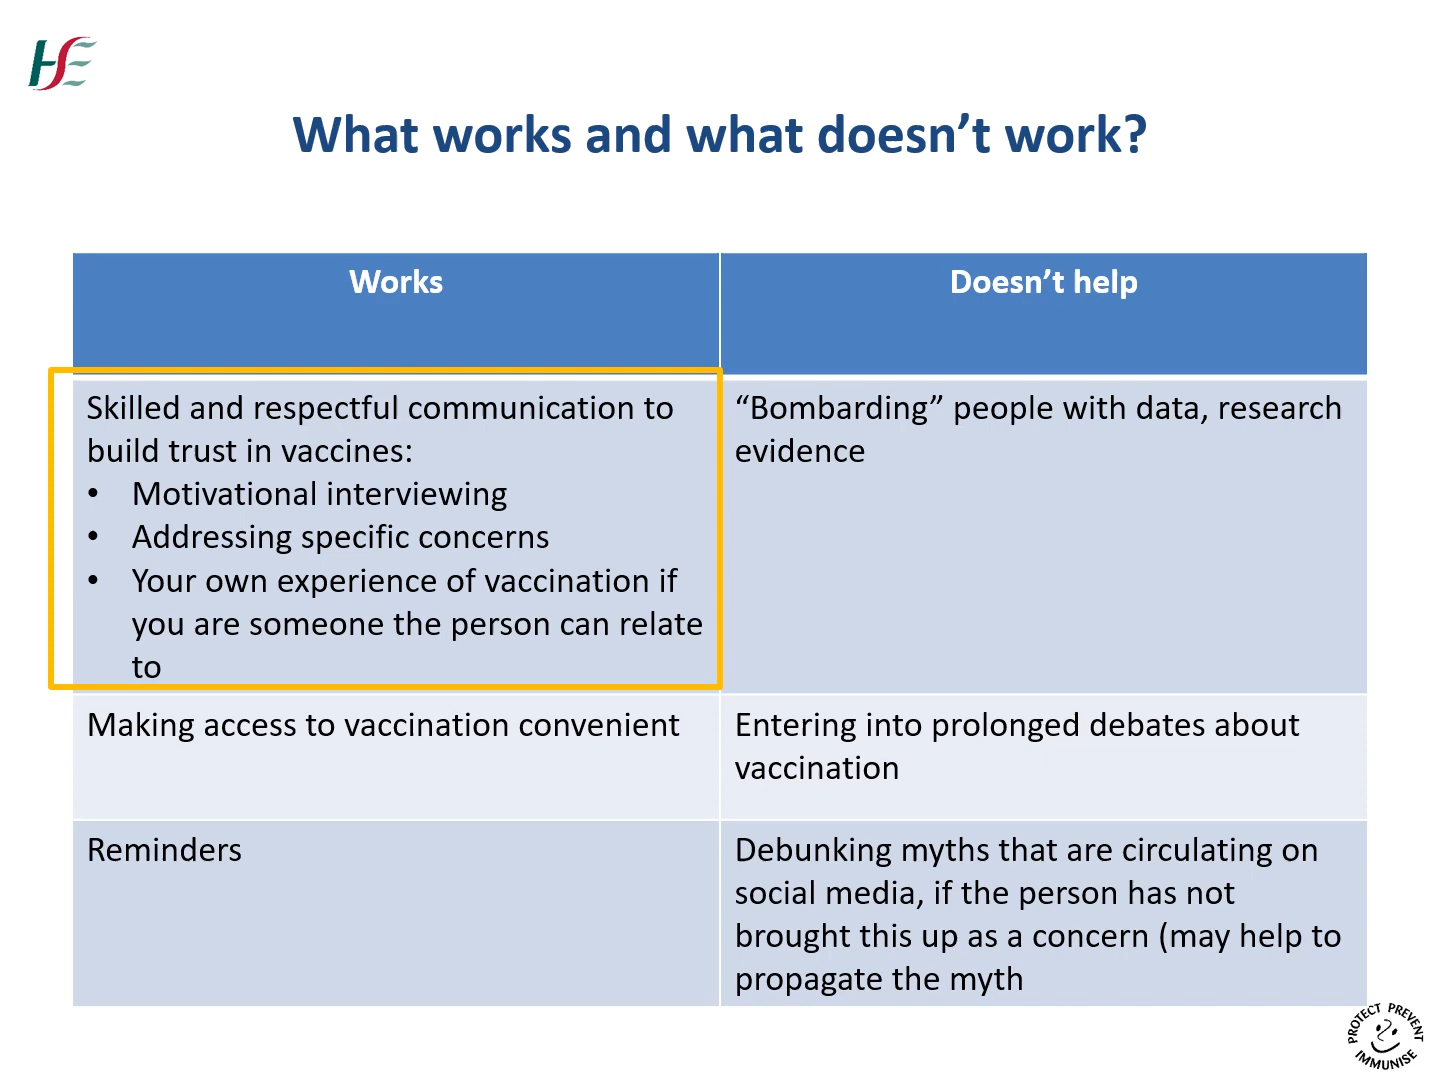 HSE
What works and what doesn’t work?
Works
Doesn’t help
Skilled and respectful communication to
build trust in vaccines:
• Motivational interviewing
• Addressing specific concerns
• Your own experience of vaccination if
you are someone the person can relate
to
“Bombarding” people with data, research
evidence
Making access to vaccination convenient
Entering into prolonged debates about
vaccination
Reminders
Debunking myths that are circulating on
social media, if the person has not
brought this up as a concern (may help to
propagate the myth
PROTECT PREVENT
IMMUNISE